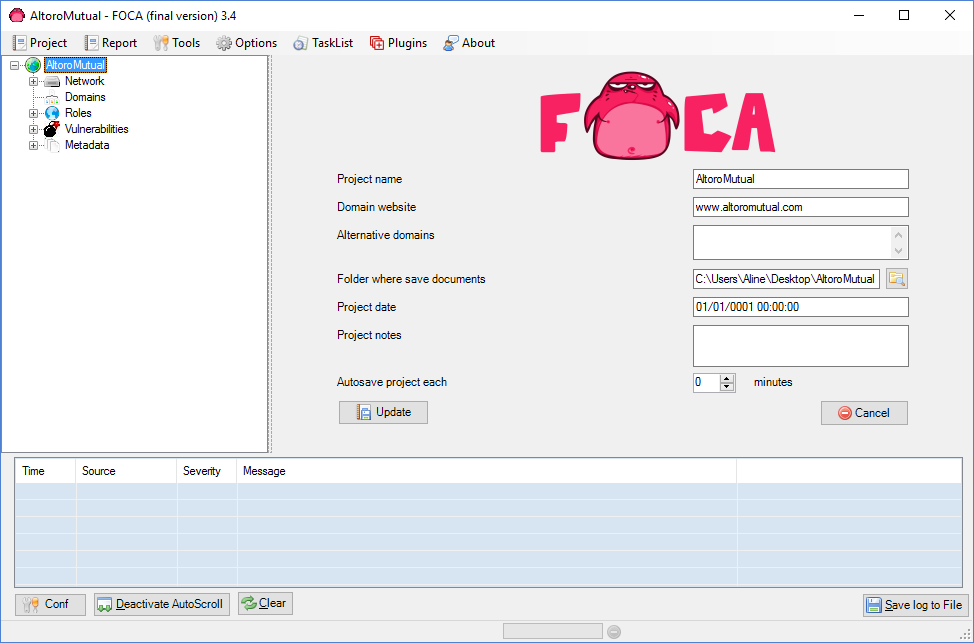 AltoroMutual - FOCA (final version) 3.4
Project Report Tools Options TaskList Plugins About
AltoroMutual
Network
Domains
Roles
Vulnerabilities
Metadata
FOCA
Project name AltoroMutual
Domain website www.altoromutual.com
Alternative domains
Folder where save documents C:\Users\Aline\Desktop\AltoroMutual
Project date 01/01/0001 00:00:00
Project notes
Autosave project each 0 minutes
Update Cancel
Time Source Severity Message
Conf Deactivate AutoScroll Clear Save log to File